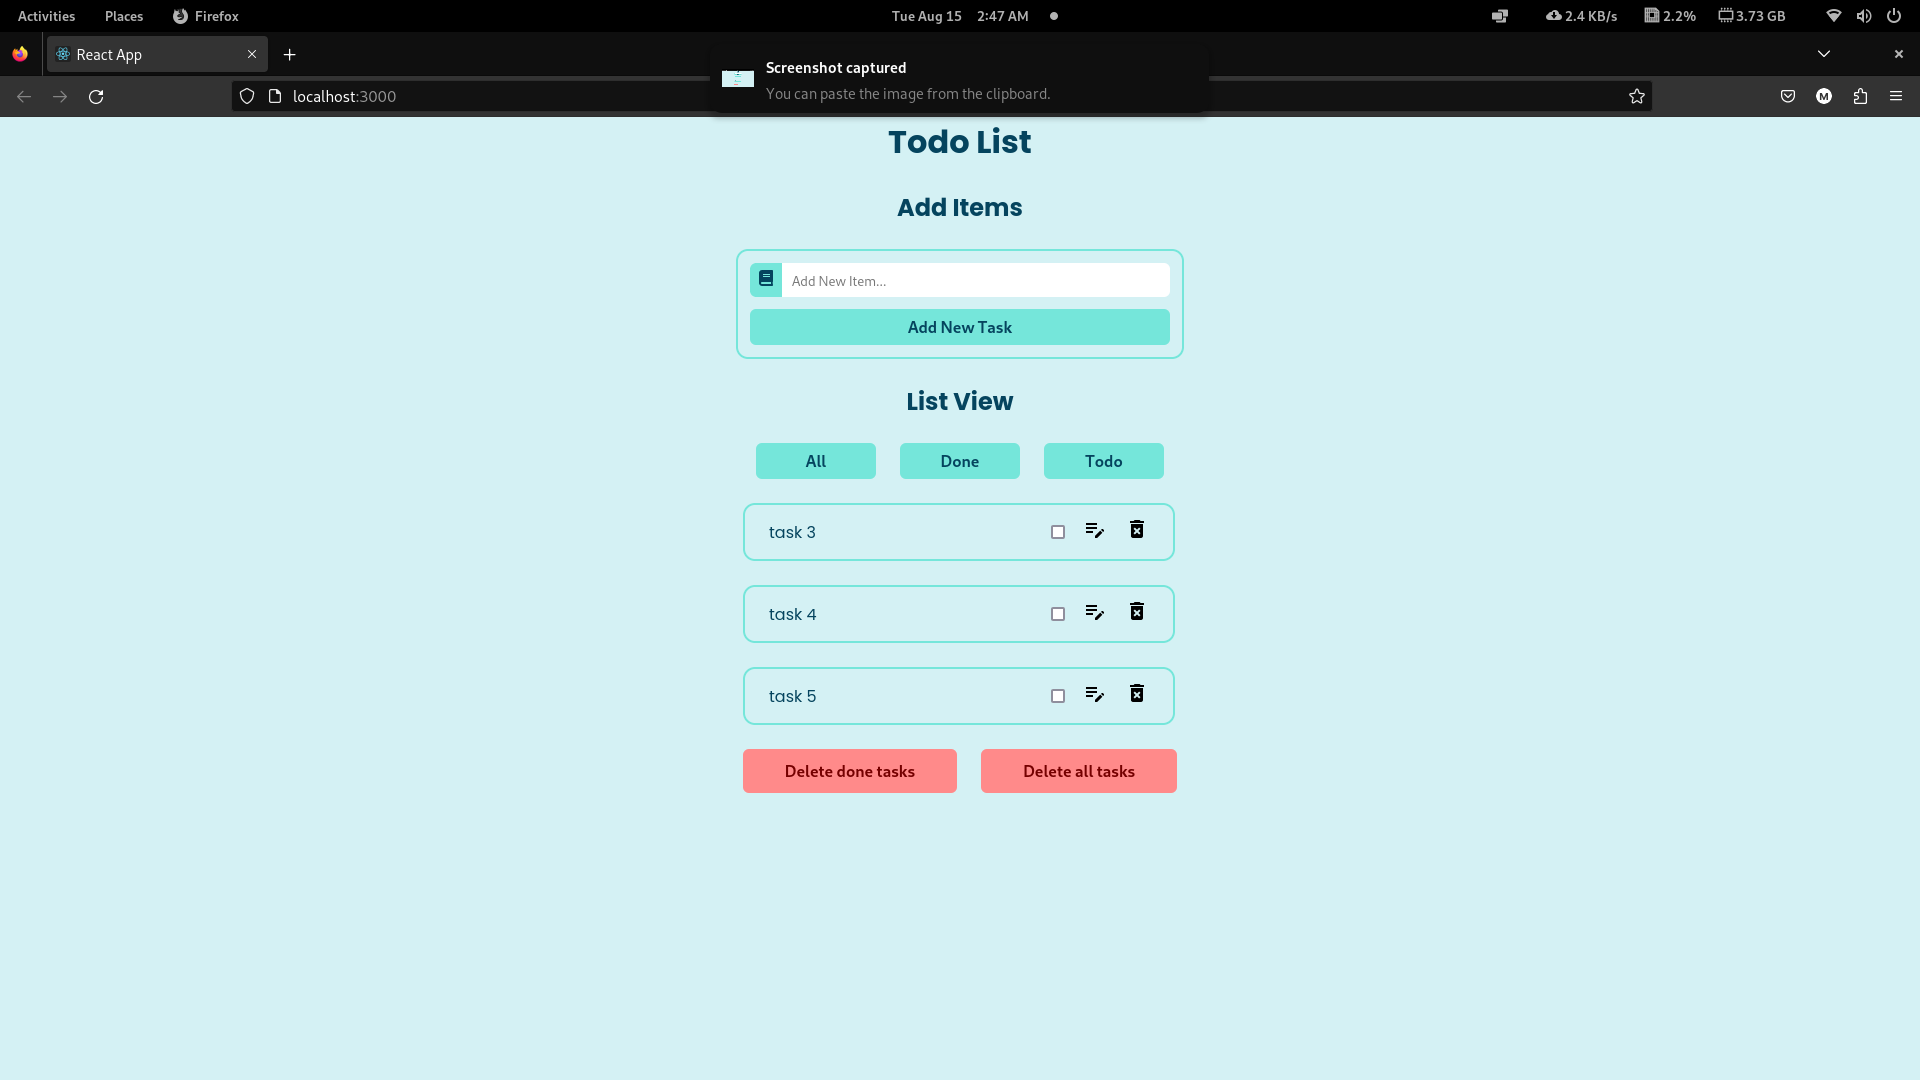 Activities Places Firefox Tue Aug 15 2:47 AM 2.4 KB/s 2.2% 3.73 GB
React App
Screenshot captured
You can paste the image from the clipboard.
localhost:3000 M
Todo List
Add Items
Add New Item...
Add New Task
List View
All Done Todo
task 3
task 4
task 5
Delete done tasks Delete all tasks